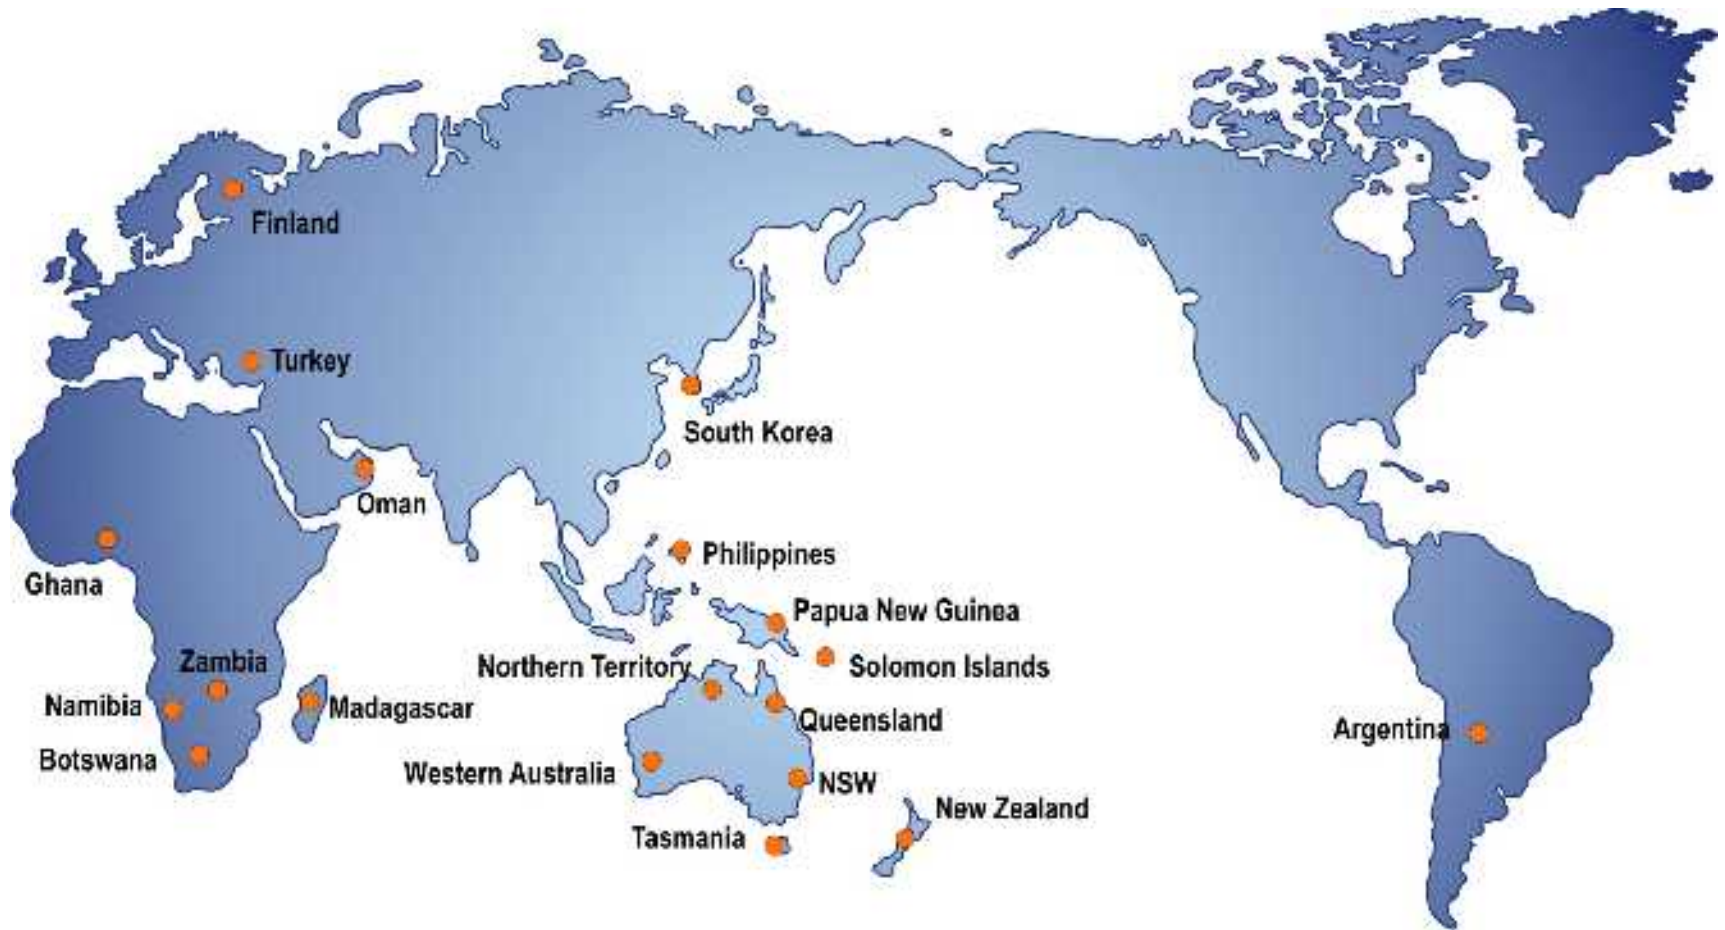 Finland
Turkey
South Korea
Oman
Philippines
Ghana
Papua New Guinea
Zambia
Northern Territory
Solomon Islands
Namibia
Madagascar
Queensland
Argentina
Botswana
Western Australia
NSW
New Zealand
Tasmania